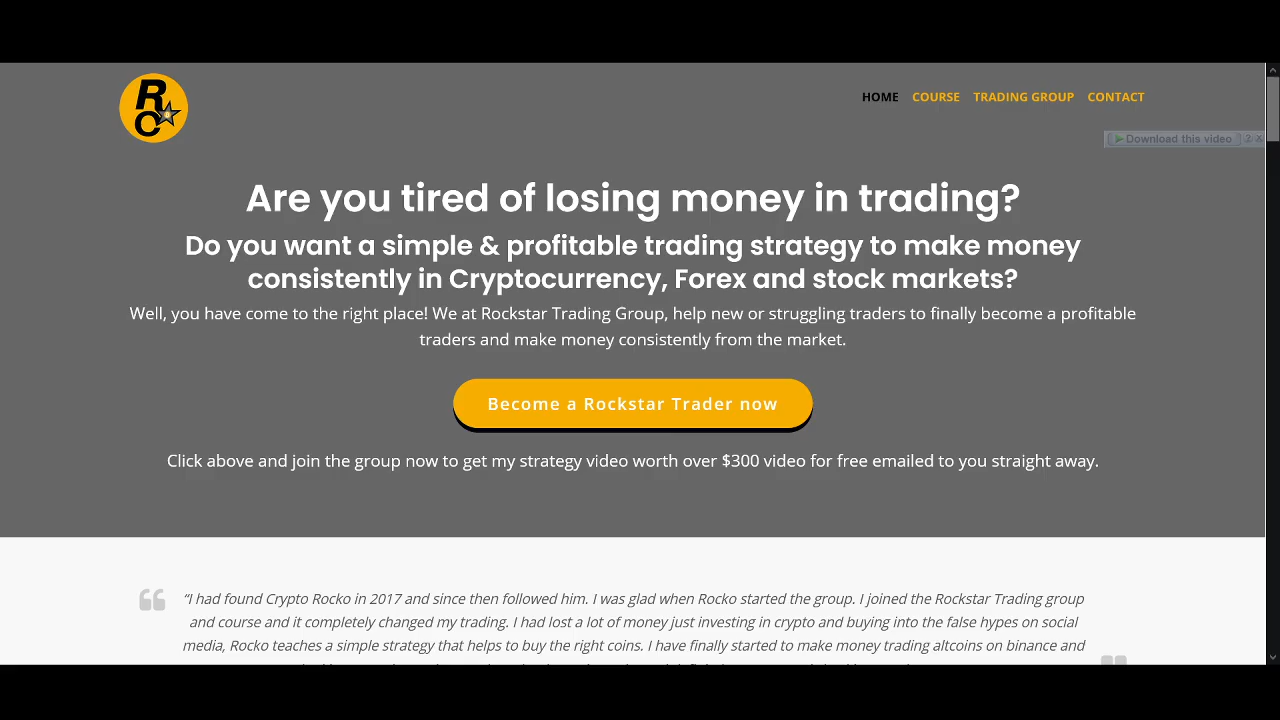 RC
HOME COURSE TRADING GROUP CONTACT
Download this video ? X
Are you tired of losing money in trading?
Do you want a simple & profitable trading strategy to make money
consistently in Cryptocurrency, Forex and stock markets?
Well, you have come to the right place! We at Rockstar Trading Group, help new or struggling traders to finally become a profitable
traders and make money consistently from the market.
Become a Rockstar Trader now
Click above and join the group now to get my strategy video worth over $300 video for free emailed to you straight away.
“I had found Crypto Rocko in 2017 and since then followed him. I was glad when Rocko started the group. I joined the Rockstar Trading group
and course and it completely changed my trading. I had lost a lot of money just investing in crypto and buying into the false hypes on social
media, Rocko teaches a simple strategy that helps to buy the right coins. I have finally started to make money trading altcoins on binance and